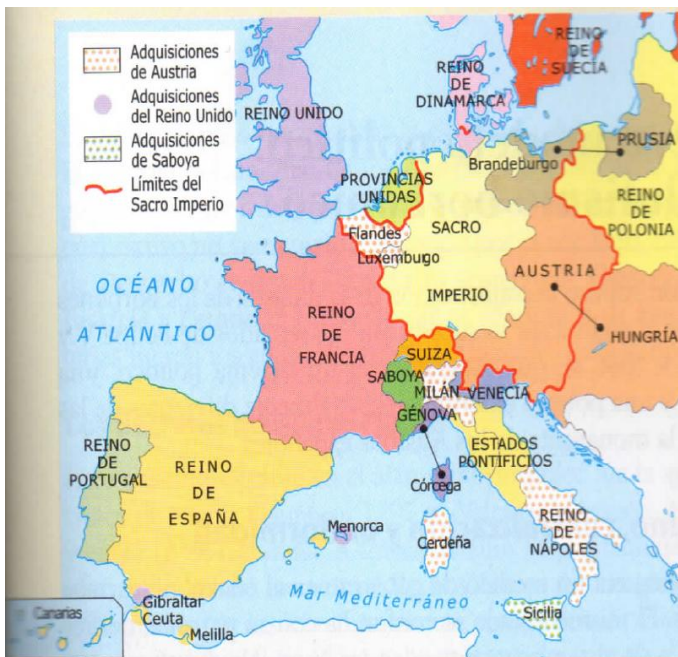 Adquisiciones
de Austria
Adquisiciones
del Reino Unido
Adquisiciones
de Saboya
Límites del
Sacro Imperio
REINO UNIDO
REINO
DE
DINAMARCA
REINO
DE
SUECIA
PRUSIA
Brandeburgo
PROVINCIAS
UNIDAS
REINO
DE
POLONIA
Flandes
Luxemburgo
SACRO
IMPERIO
AUSTRIA
HUNGRÍA
OCÉANO
ATLÁNTICO
REINO
DE
FRANCIA
SUIZA
SABOYA
MILÁN
VENECIA
GÉNOVA
ESTADOS
PONTIFICIOS
REINO
DE
PORTUGAL
REINO
DE
ESPAÑA
Córcega
Menorca
Cerdeña
REINO
DE
NÁPOLES
Mar Mediterráneo
Gibraltar
Ceuta
Melilla
Sicilia
Canarias